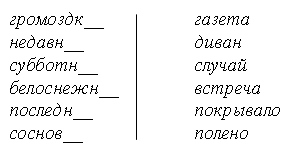 громоздк__ газета
недавн__ диван
субботн__ случай
белоснежн__ встреча
последн__ покрывало
соснов__ полено